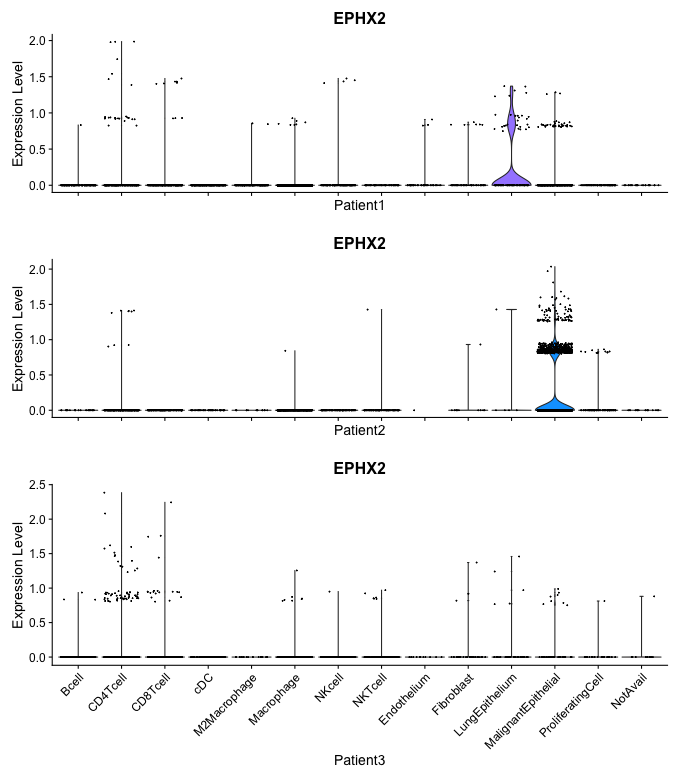 EPHX2
Expression Level
2.0
1.5
1.0
0.5
0.0
Patient1
EPHX2
Expression Level
2.0
1.5
1.0
0.5
0.0
Patient2
EPHX2
Expression Level
2.5
2.0
1.5
1.0
0.5
0.0
Bcell
CD4Tcell
CD8Tcell
cDC
M2Macrophage
Macrophage
NKcell
NKTcell
Endothelium
Fibroblast
LungEpithelium
MalignantEpithelial
ProliferatingCell
NotAvail
Patient3